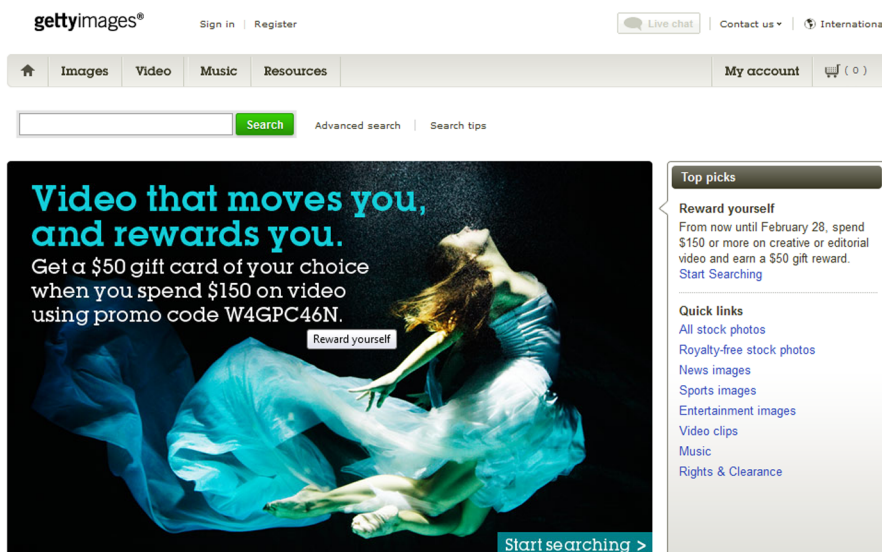 gettyimages®
Sign in | Register
Live chat
Contact us
Internationa
Images
Video
Music
Resources
My account
( 0 )
Search
Advanced search | Search tips
Video that moves you,
and rewards you.
Get a $50 gift card of your choice
when you spend $150 on video
using promo code W4GPC46N.
Reward yourself
Start searching >
Top picks
Reward yourself
From now until February 28, spend
$150 or more on creative or editorial
video and earn a $50 gift reward.
Start Searching
Quick links
All stock photos
Royalty-free stock photos
News images
Sports images
Entertainment images
Video clips
Music
Rights & Clearance